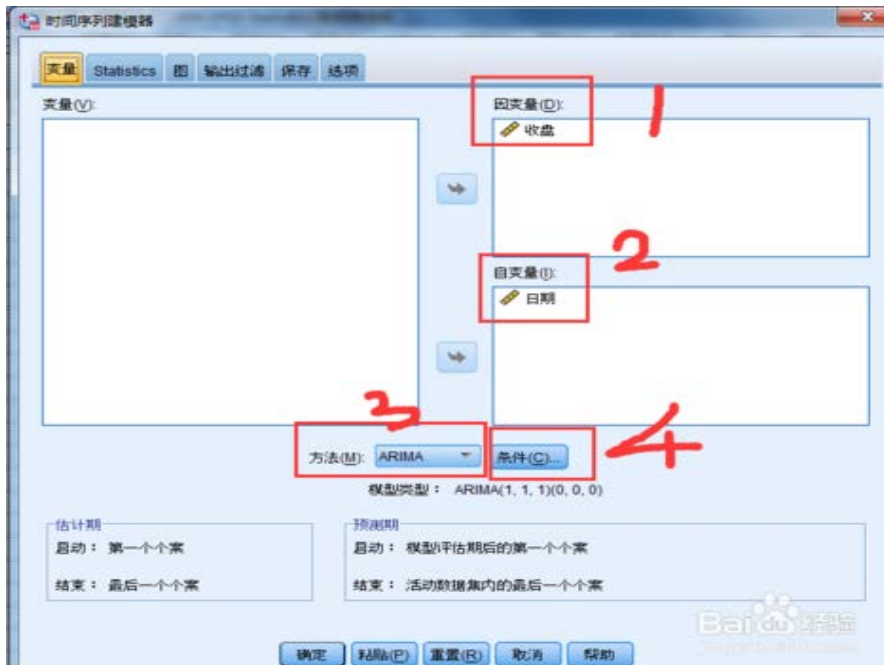 时间序列建模器
变量 Statistics 图 输出过滤 保存 选项
变量(V):
因变量(D):
1
收盘
2
自变量(I):
日期
3
4
方法(M): ARIMA 条件(C)...
模型类型： ARIMA(1, 1, 1)(0, 0, 0)
估计期
启动： 第一个个案
结束： 最后一个个案
预测期
启动： 模型评估期后的第一个个案
结束： 活动数据集内的最后一个个案
Baidu经验
确定 粘贴(P) 重置(R) 取消 帮助